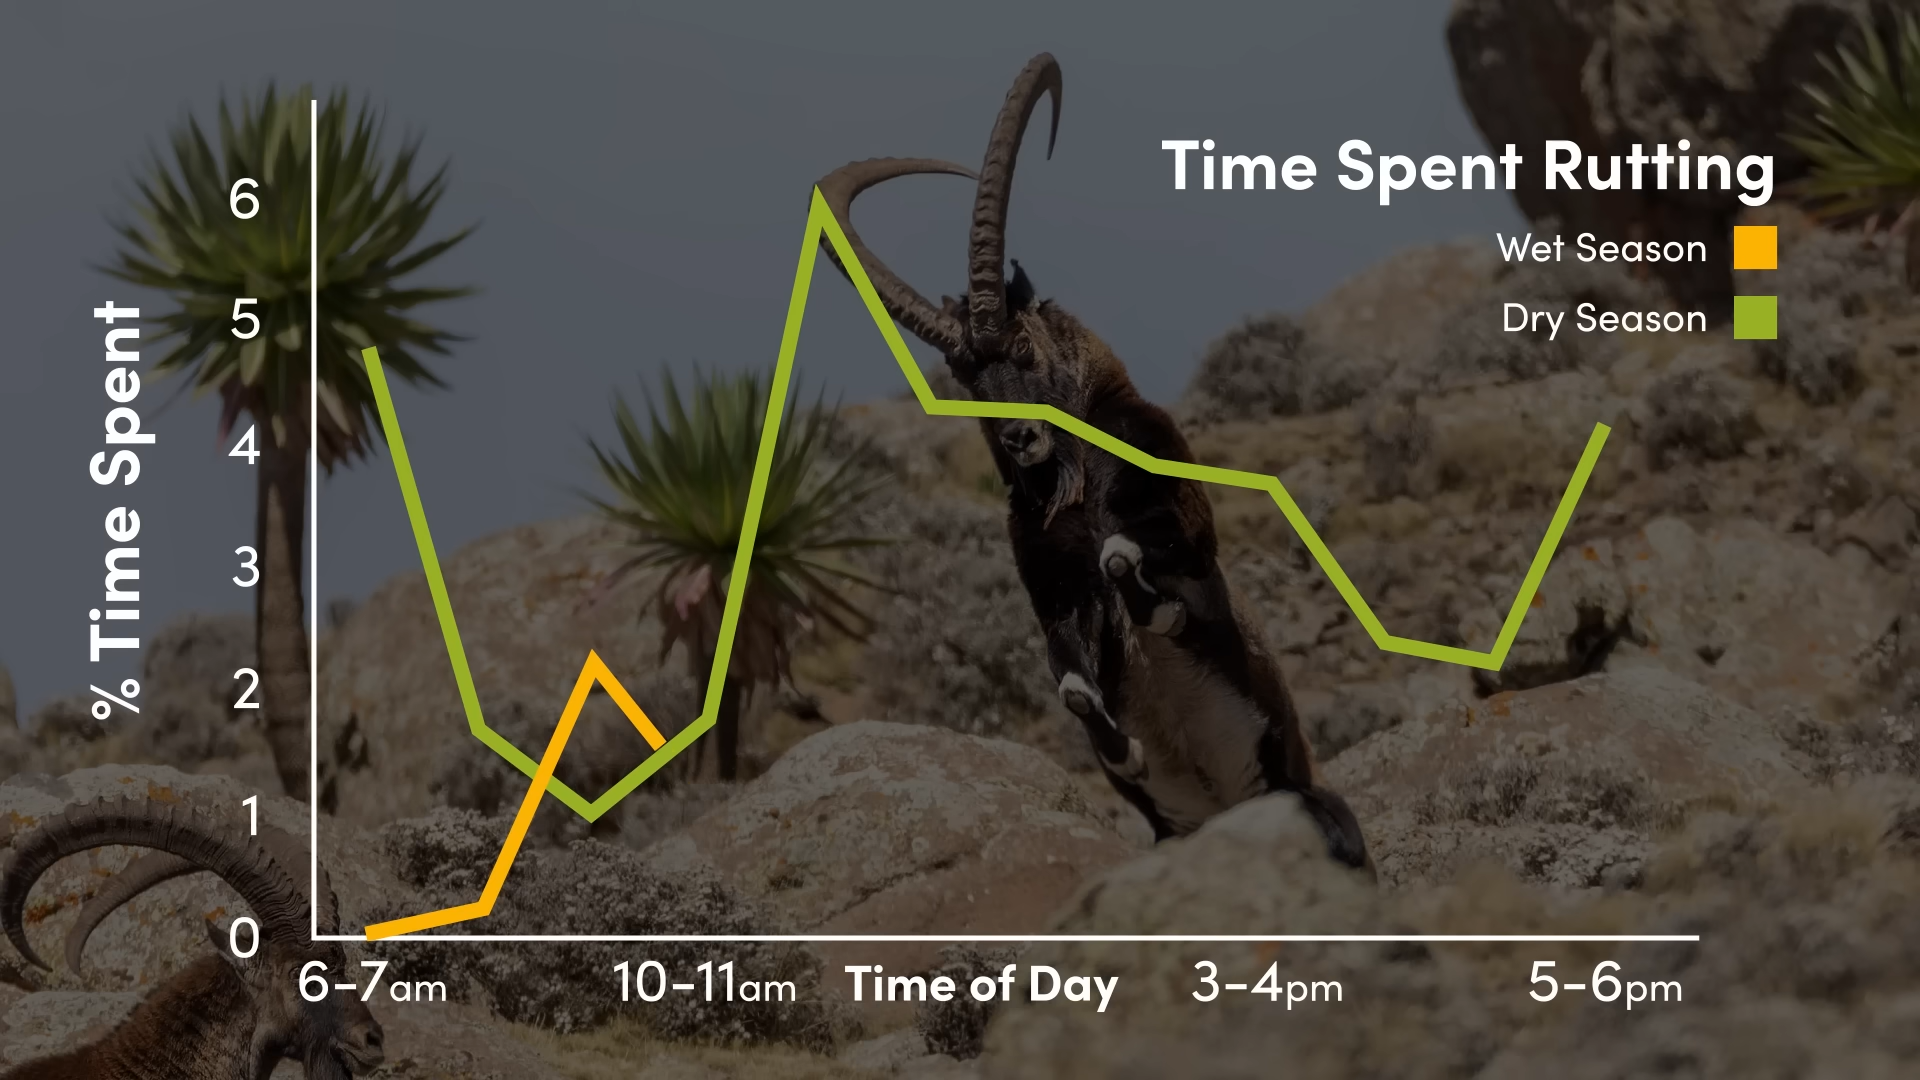 Time Spent Rutting
Wet Season
Dry Season
% Time Spent
6
5
4
3
2
1
0
6-7am 10-11am Time of Day 3-4pm 5-6pm